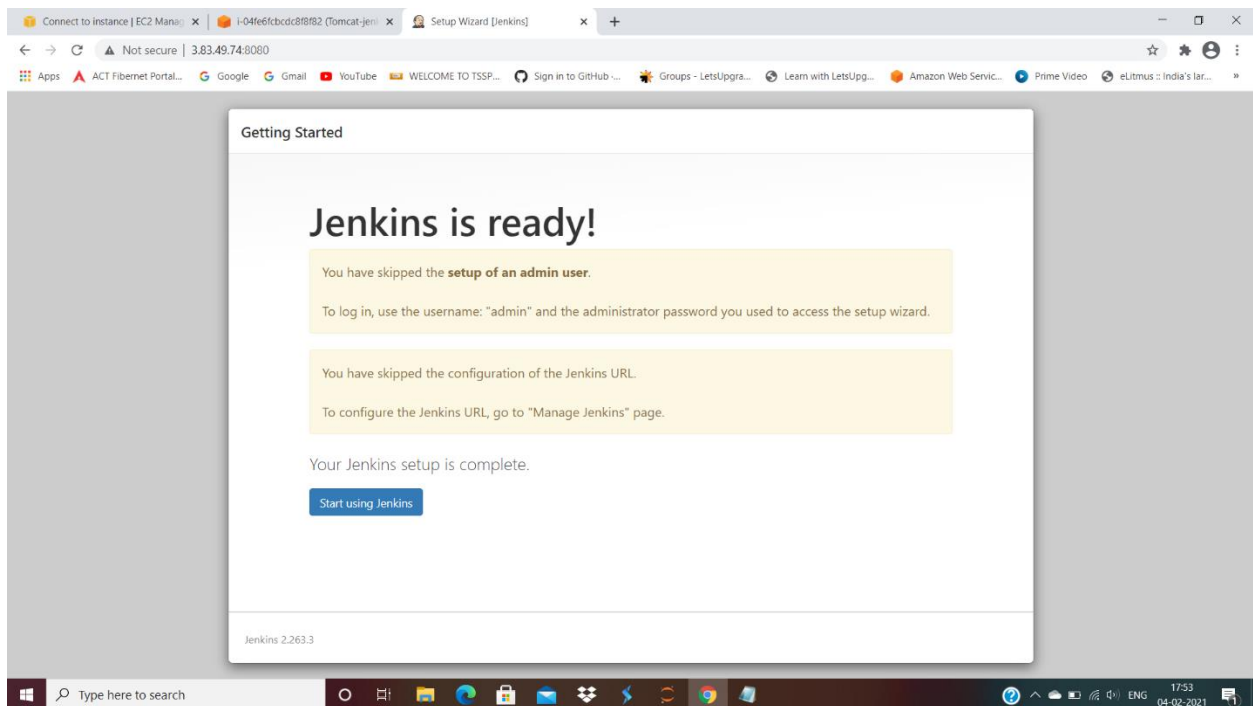 Connect to instance | EC2 Manag
i-04fe6fcbcdc8f8f82 (Tomcat-jen
Setup Wizard [Jenkins]
Not secure | 3.83.49.74:8080
Apps ACT Fibernet Portal... Google Gmail YouTube WELCOME TO TSSP... Sign in to GitHub ·... Groups - LetsUpgra... Learn with LetsUpg... Amazon Web Servic... Prime Video eLitmus :: India's lar... »
Getting Started
Jenkins is ready!
You have skipped the setup of an admin user.
To log in, use the username: "admin" and the administrator password you used to access the setup wizard.
You have skipped the configuration of the Jenkins URL.
To configure the Jenkins URL, go to "Manage Jenkins" page.
Your Jenkins setup is complete.
Start using Jenkins
Jenkins 2.263.3
Type here to search
ENG
17:53
04-02-2021